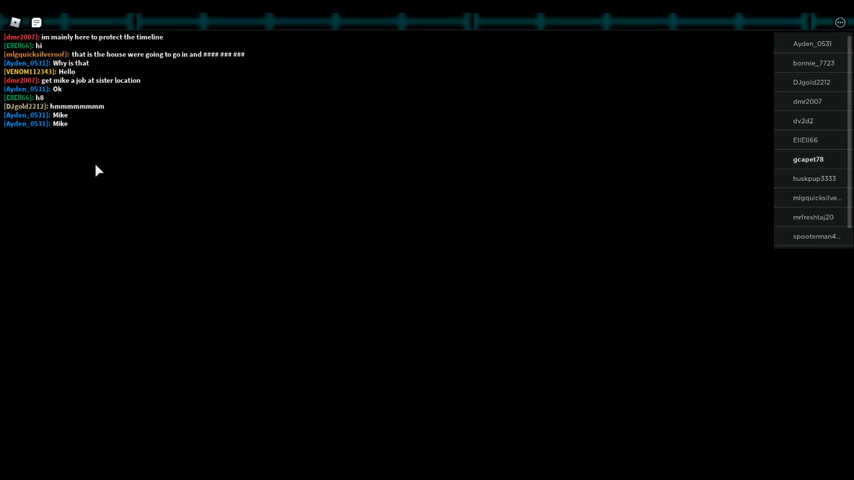 [dmr2007]: im mainly here to protect the timeline
[EllEll66]: hi
[mlgquicksilveroof]: that is the house were going to go in and #### ### ###
[Ayden_0531]: Why is that
[VENOM112343]: Hello
[dmr2007]: get mike a job at sister location
[Ayden_0531]: Ok
[EllEll66]: h8
[DJgold2212]: hmmmmmmmm
[Ayden_0531]: Mike
[Ayden_0531]: Mike
Ayden_0531
bonnie_7723
DJgold2212
dmr2007
dv2d2
EllEll66
gcapet78
huskpup3333
mlgquicksilve...
mrfreshtaj20
spooterman4...